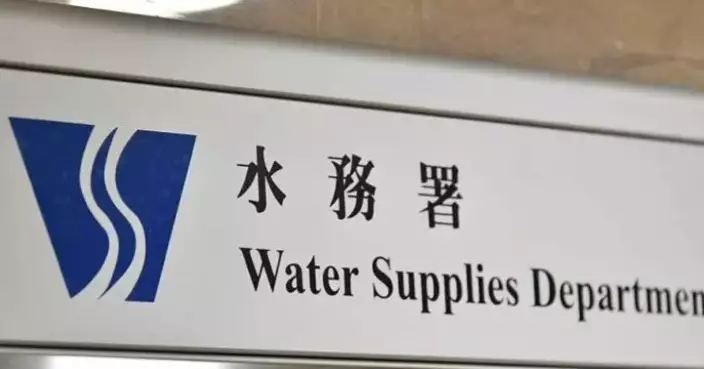 水務署
Water Supplies Departmen